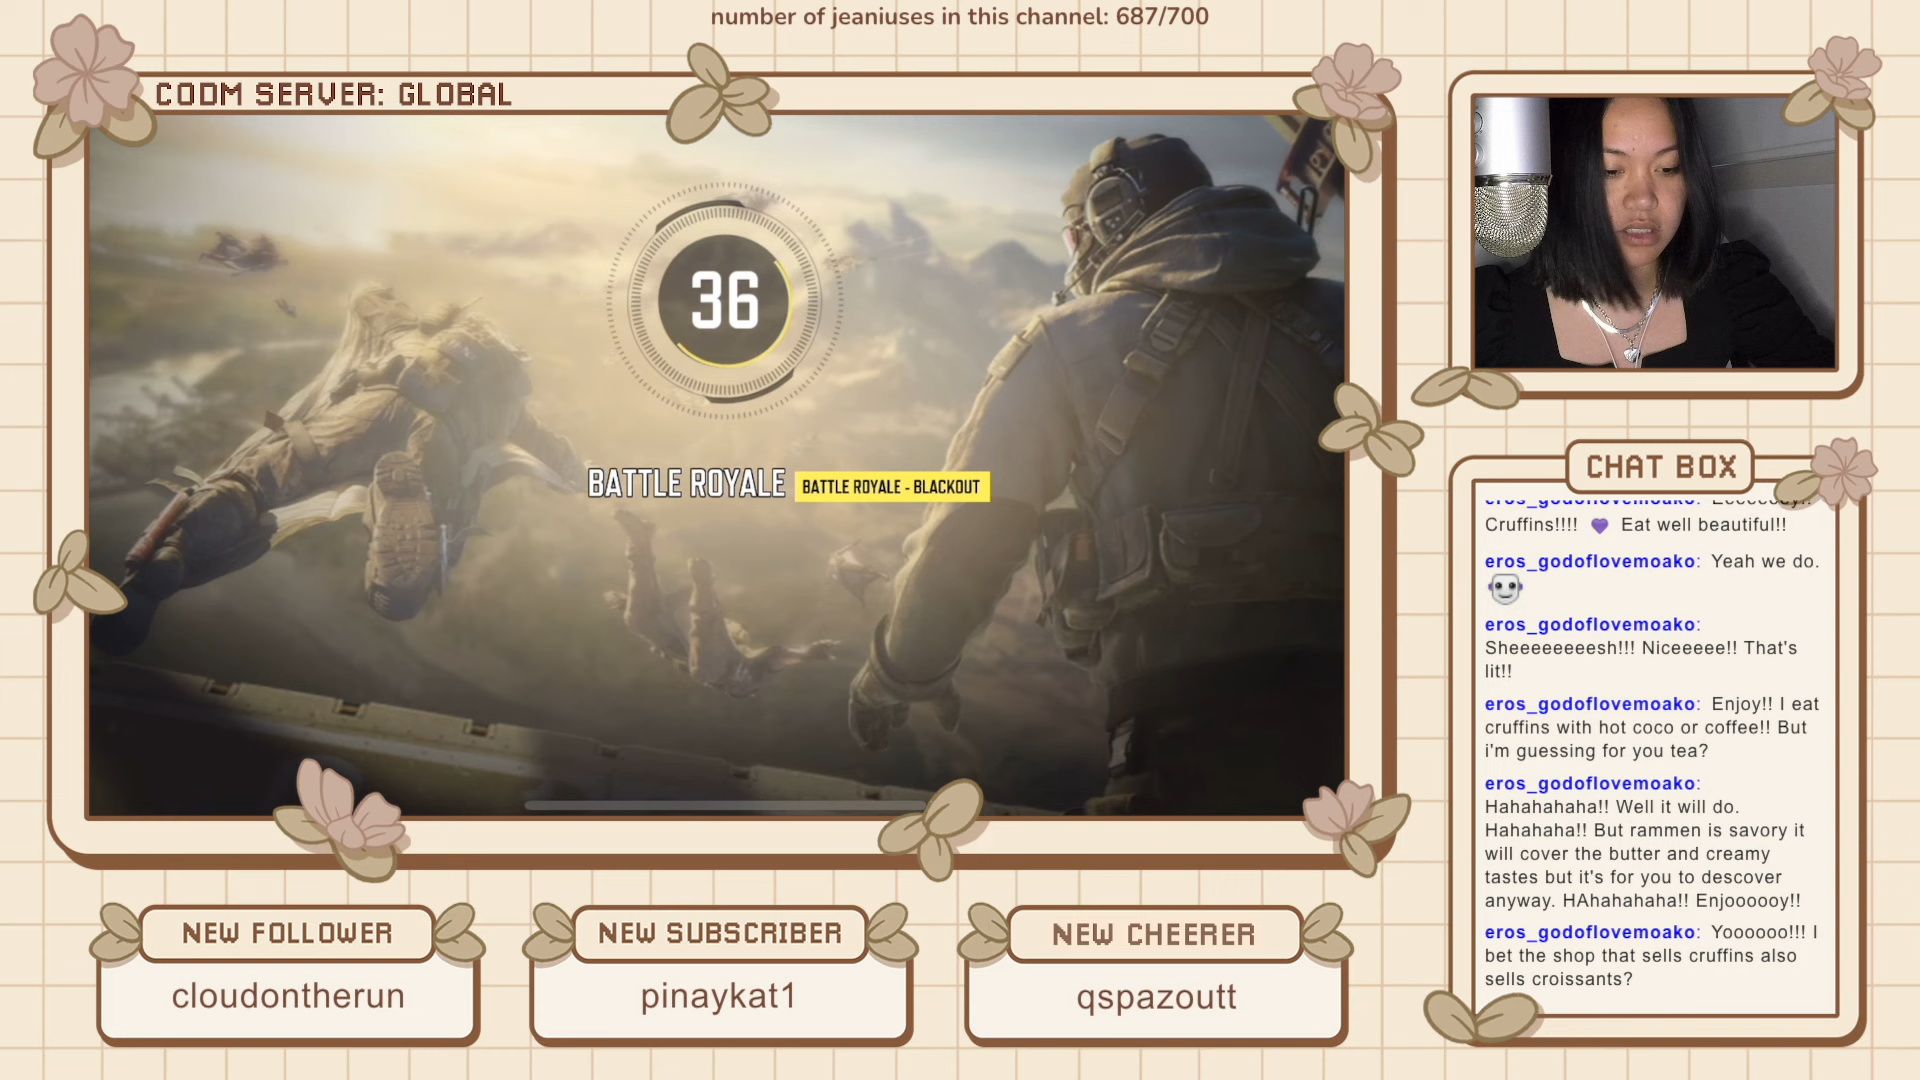 number of jeaniuses in this channel: 687/700
CODM SERVER: GLOBAL
36
BATTLE ROYALE BATTLE ROYALE - BLACKOUT
CHAT BOX
eros_godoflovemoako:
Cruffins!!!! 💜 Eat well beautiful!!
eros_godoflovemoako: Yeah we do.
eros_godoflovemoako:
Sheeeeeeeesh!!! Niceeeee!! That's
lit!!
eros_godoflovemoako: Enjoy!! I eat
cruffins with hot coco or coffee!! But
i'm guessing for you tea?
eros_godoflovemoako:
Hahahahaha!! Well it will do.
Hahahaha!! But rammen is savory it
will cover the butter and creamy
tastes but it's for you to descover
anyway. HAhahahaha!! Enjoooooy!!
eros_godoflovemoako: Yoooooo!!! I
bet the shop that sells cruffins also
sells croissants?
NEW FOLLOWER
cloudontherun
NEW SUBSCRIBER
pinaykat1
NEW CHEERER
qspazoutt